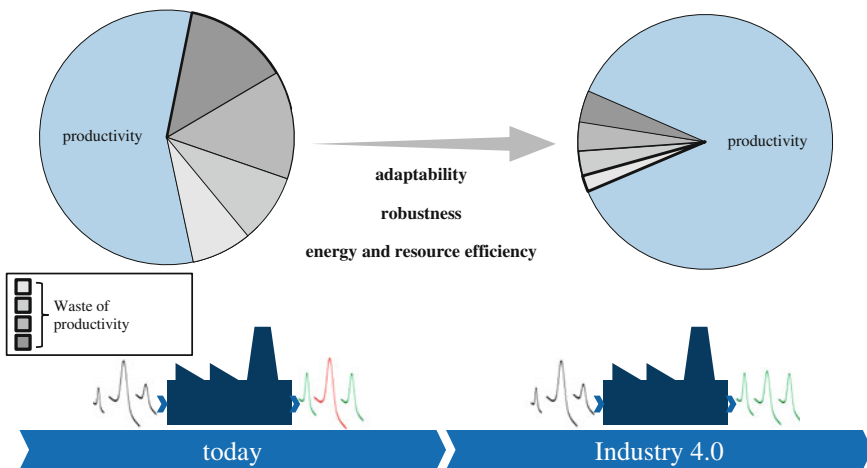 productivity
productivity
adaptability
robustness
energy and resource efficiency
Waste of
productivity
today
Industry 4.0